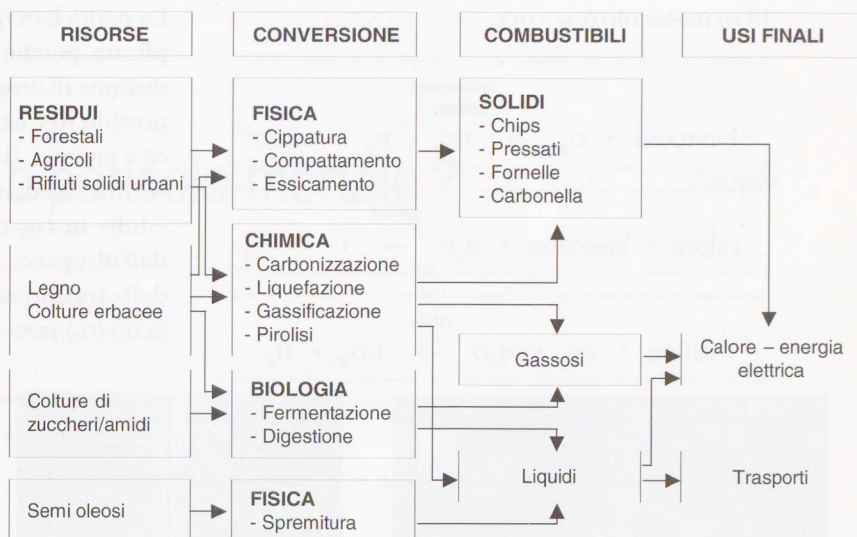 RISORSE
CONVERSIONE
COMBUSTIBILI
USI FINALI
RESIDUI
- Forestali
- Agricoli
- Rifiuti solidi urbani
FISICA
- Cippatura
- Compattamento
- Essicamento
SOLIDI
- Chips
- Pressati
- Fornelle
- Carbonella
Legno
Colture erbacee
CHIMICA
- Carbonizzazione
- Liquefazione
- Gassificazione
- Pirolisi
Gassosi
Calore – energia
elettrica
Colture di
zuccheri/amidi
BIOLOGIA
- Fermentazione
- Digestione
Liquidi
Trasporti
Semi oleosi
FISICA
- Spremitura